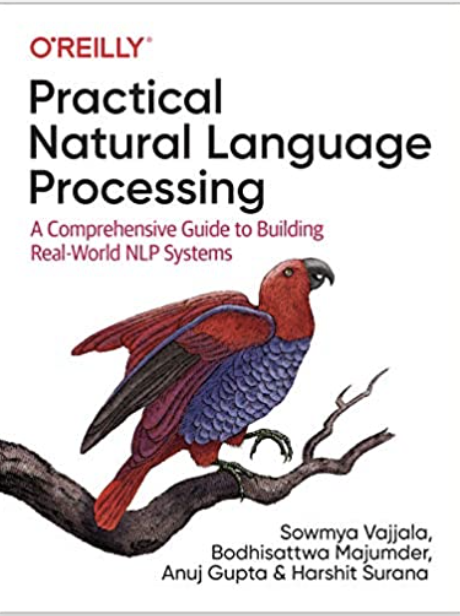 O'REILLY®
Practical
Natural Language
Processing
A Comprehensive Guide to Building
Real-World NLP Systems
Sowmya Vajjala,
Bodhisattwa Majumder,
Anuj Gupta & Harshit Surana